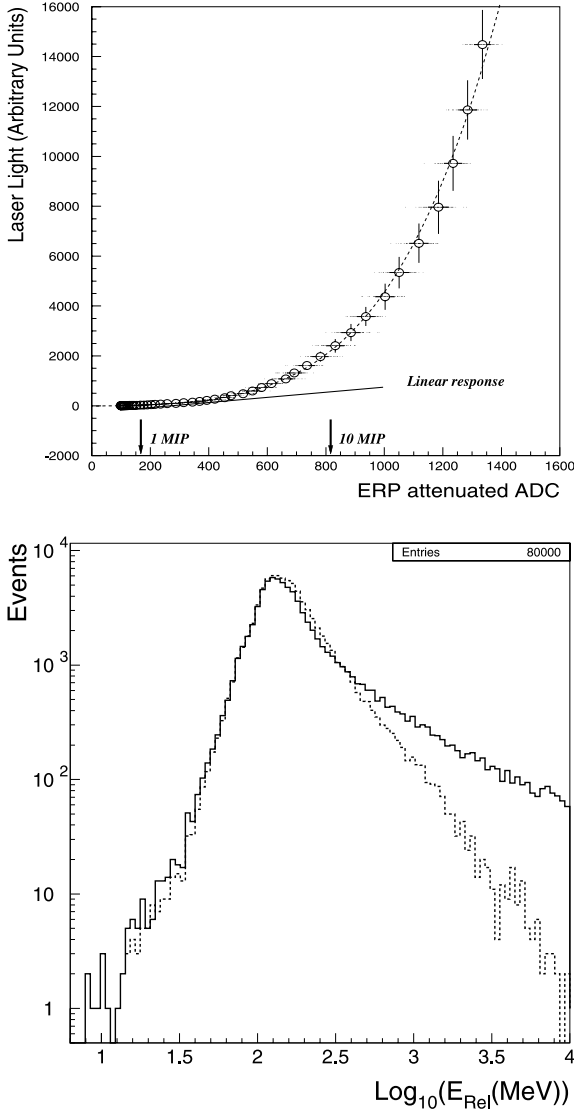 Laser Light (Arbitrary Units)
16000
14000
12000
10000
8000
6000
4000
2000
0
-2000
Linear response
1 MIP
10 MIP
0 200 400 600 800 1000 1200 1400 1600
ERP attenuated ADC
Events
Entries 80000
10^4
10^3
10^2
10
1
1 1.5 2 2.5 3 3.5 4
Log_10(E_Rel(MeV))